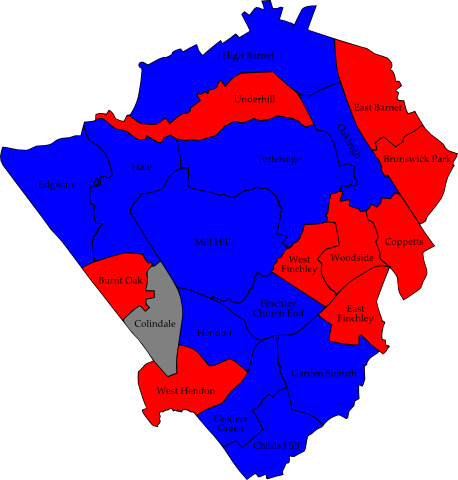 High Barnet
Underhill
East Barnet
Oakleigh
Brunswick Park
Totteridge
Hale
Edgware
Mill Hill
Coppetts
Woodside
West
Finchley
Burnt Oak
Finchley
Church End
East
Finchley
Colindale
Hendon
Garden Suburb
West Hendon
Golders
Green
Childs Hill